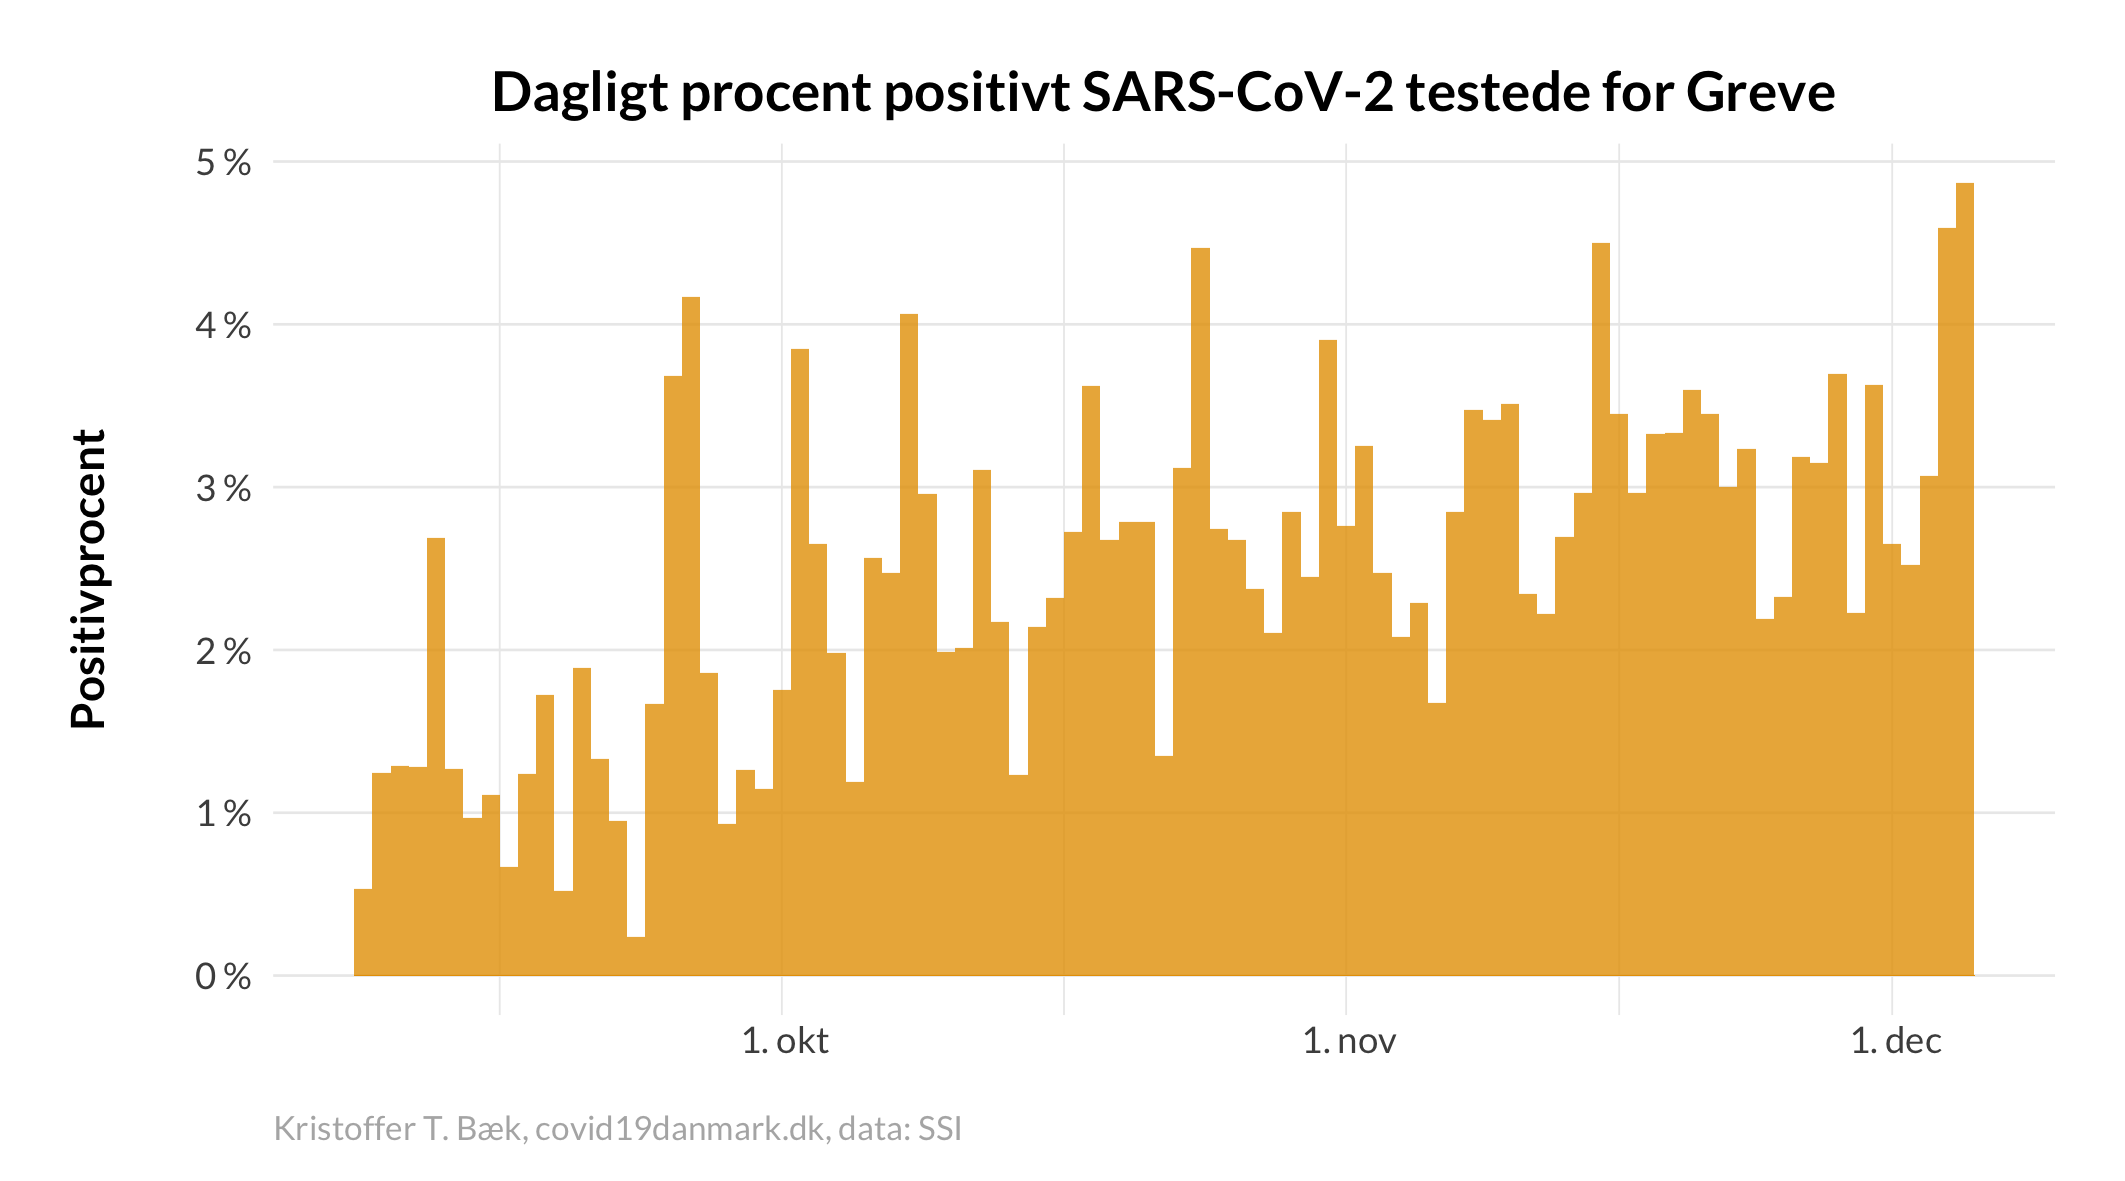 Dagligt procent positivt SARS-CoV-2 testede for Greve
Positivprocent
5 %
4 %
3 %
2 %
1 %
0 %
1. okt
1. nov
1. dec
Kristoffer T. Bæk, covid19danmark.dk, data: SSI